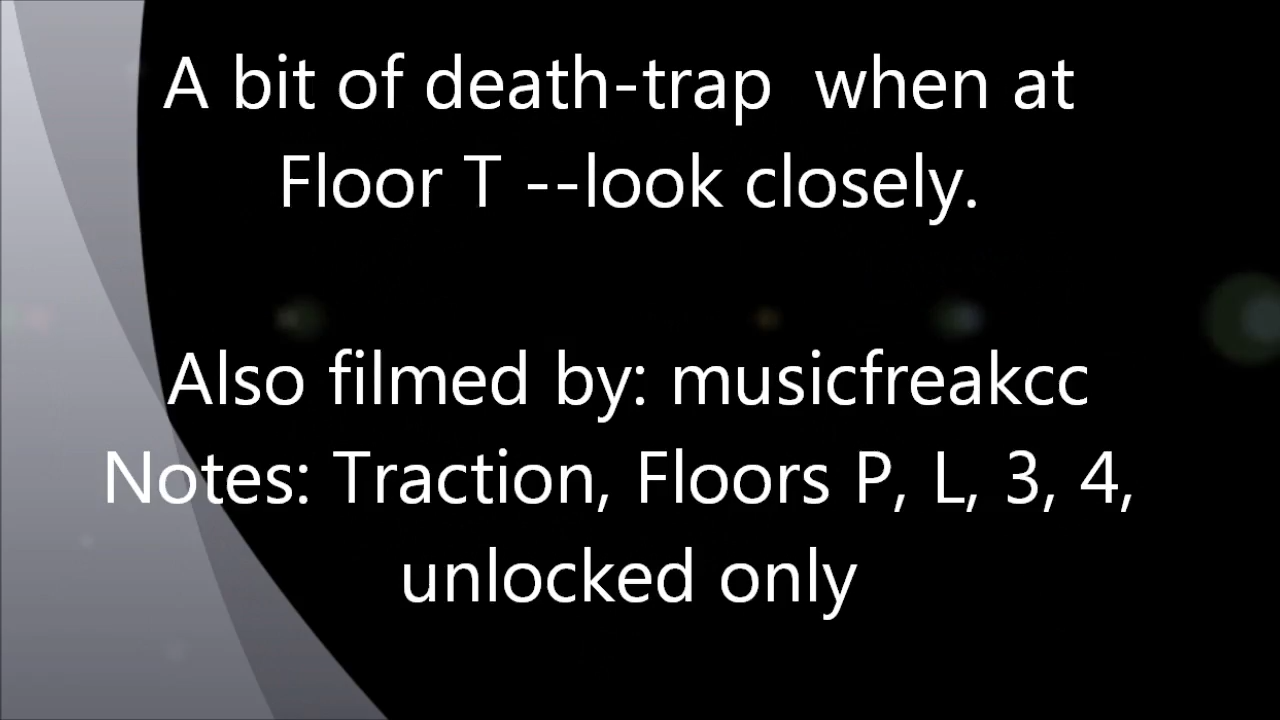 A bit of death-trap  when at
Floor T --look closely.
Also filmed by: musicfreakcc
Notes: Traction, Floors P, L, 3, 4,
unlocked only